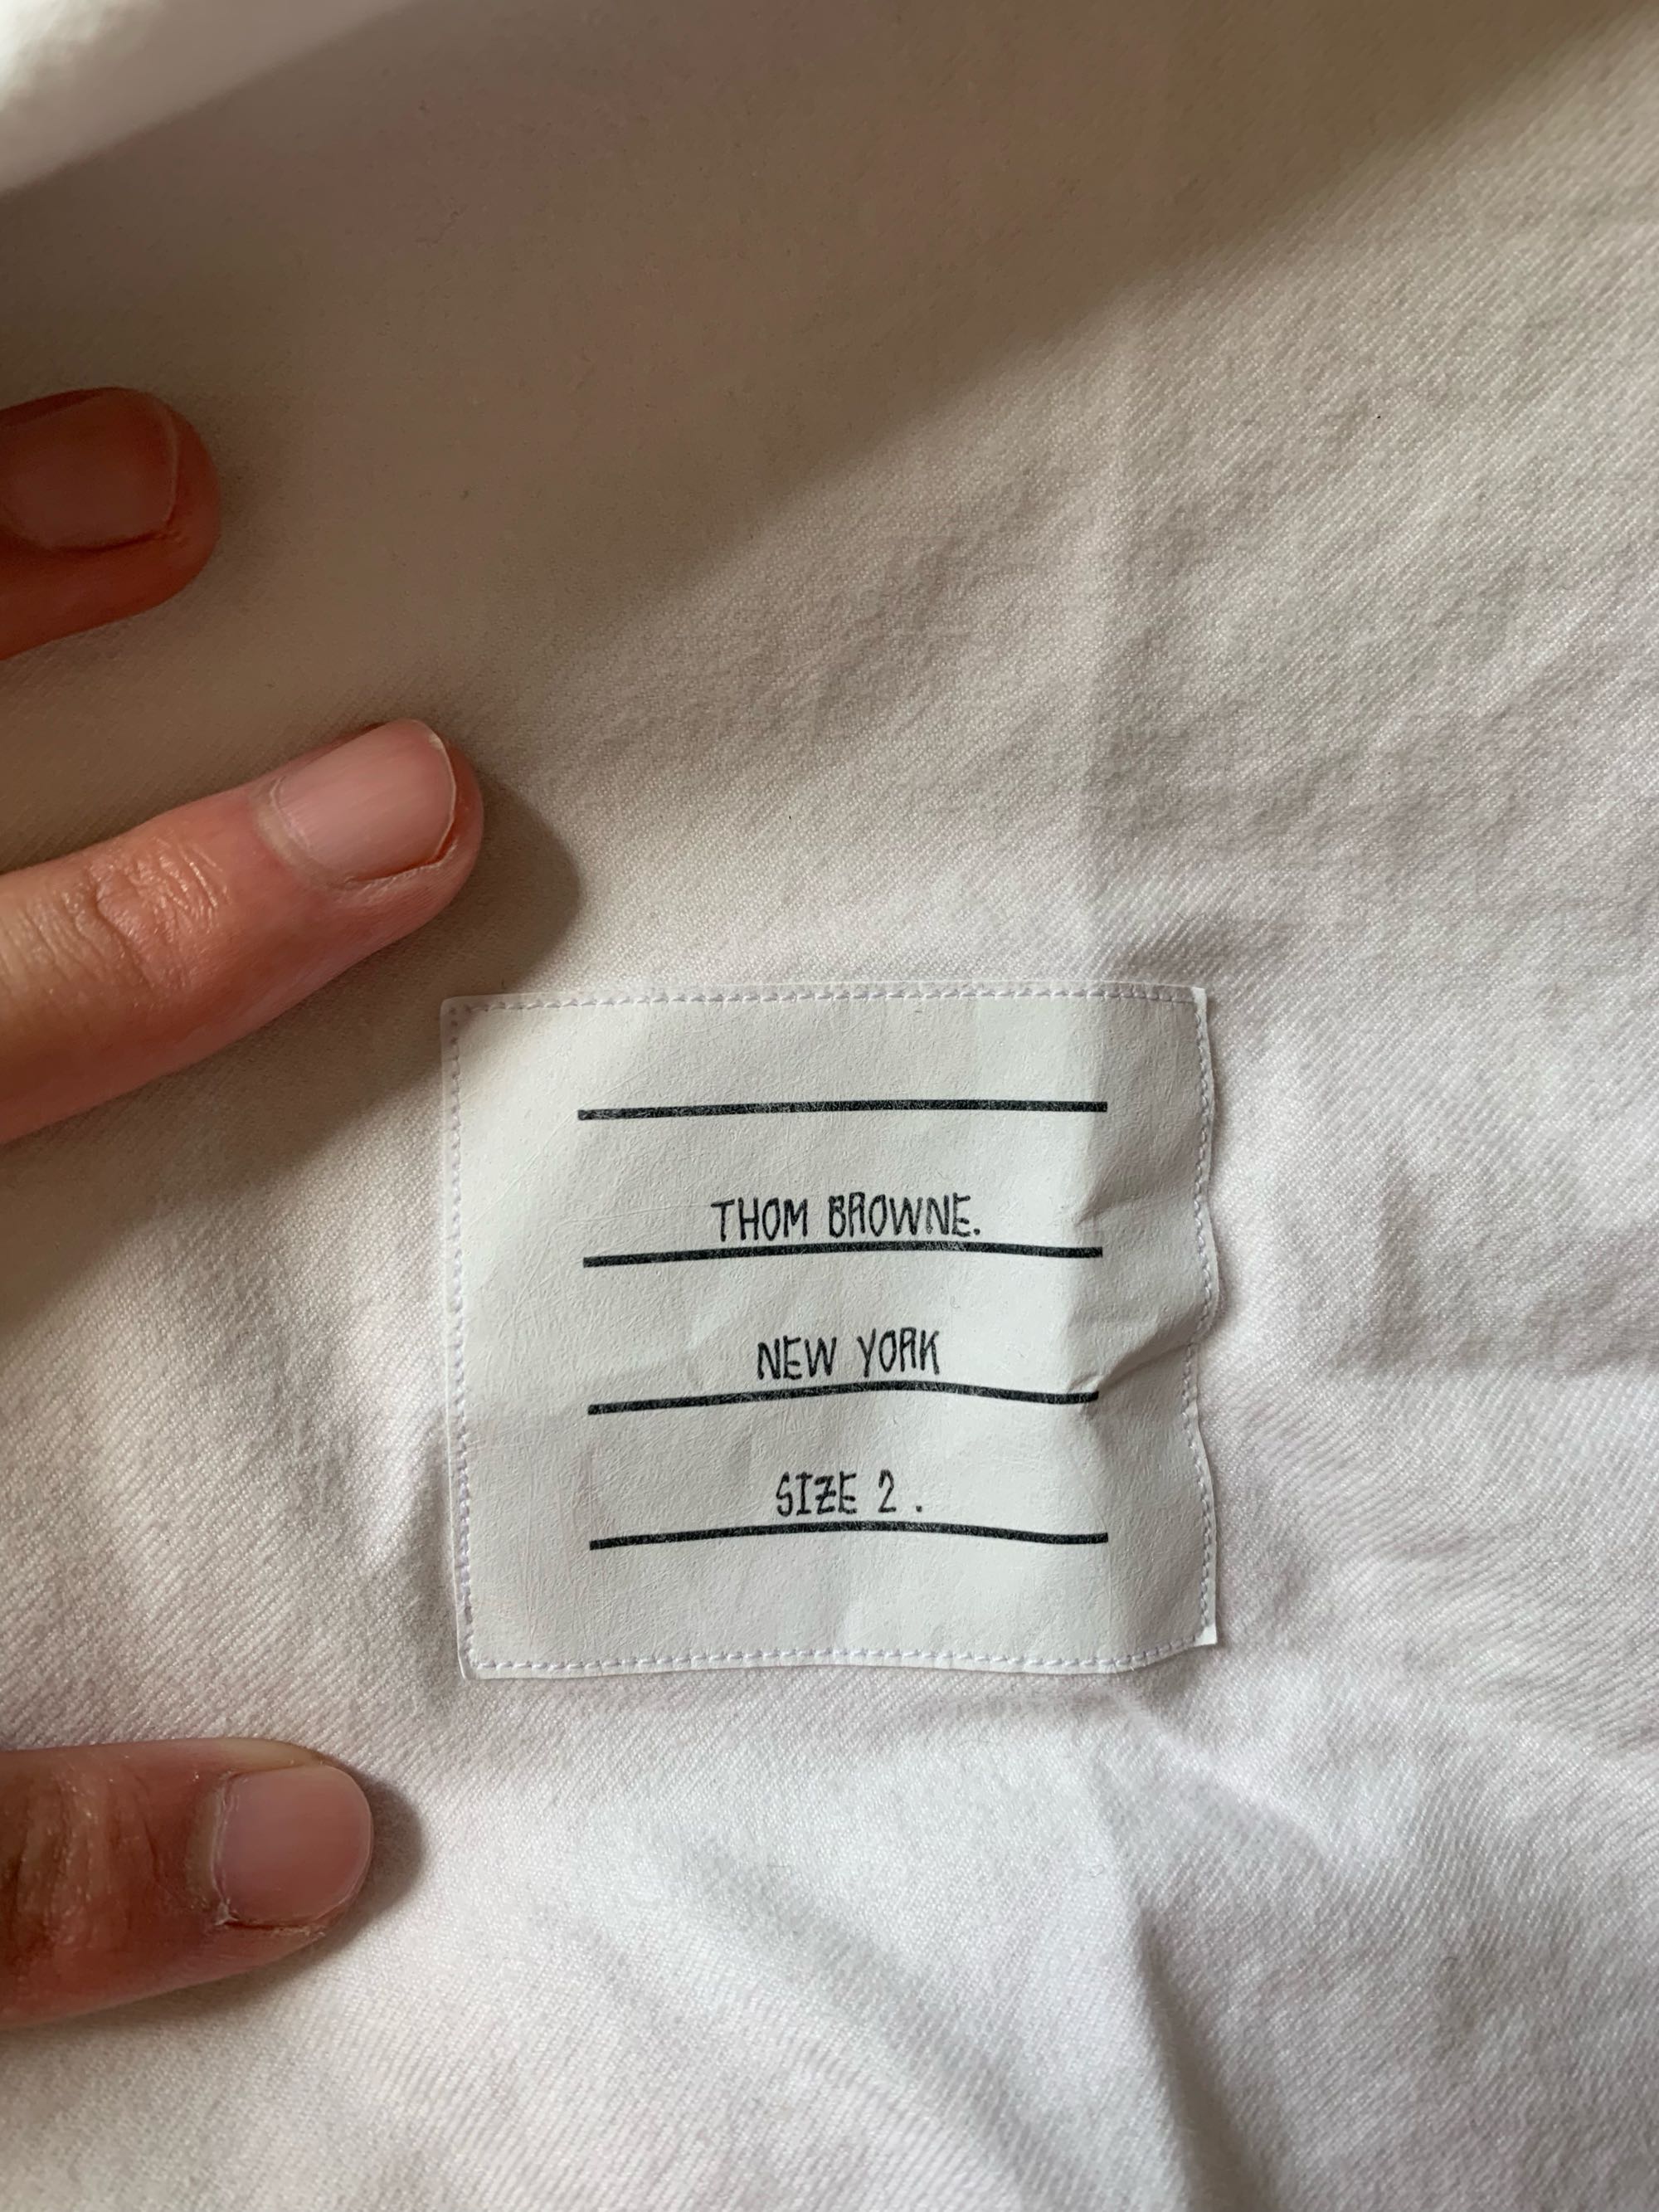 THOM BROWNE.
NEW YORK
SIZE 2 .